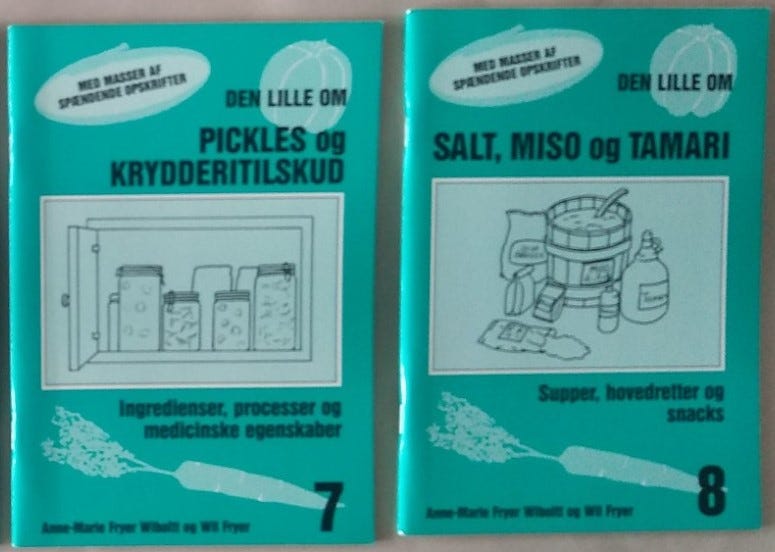 MED MASSER AF
SPÆNDENDE OPSKRIFTER
DEN LILLE OM
PICKLES og
KRYDDERITILSKUD
Ingredienser, processer og
medicinske egenskaber
7
Anne-Marie Fryer Wiboltt og Wil Fryer
MED MASSER AF
SPÆNDENDE OPSKRIFTER
DEN LILLE OM
SALT, MISO og TAMARI
Supper, hovedretter og
snacks
8
Anne-Marie Fryer Wiboltt og Wil Fryer